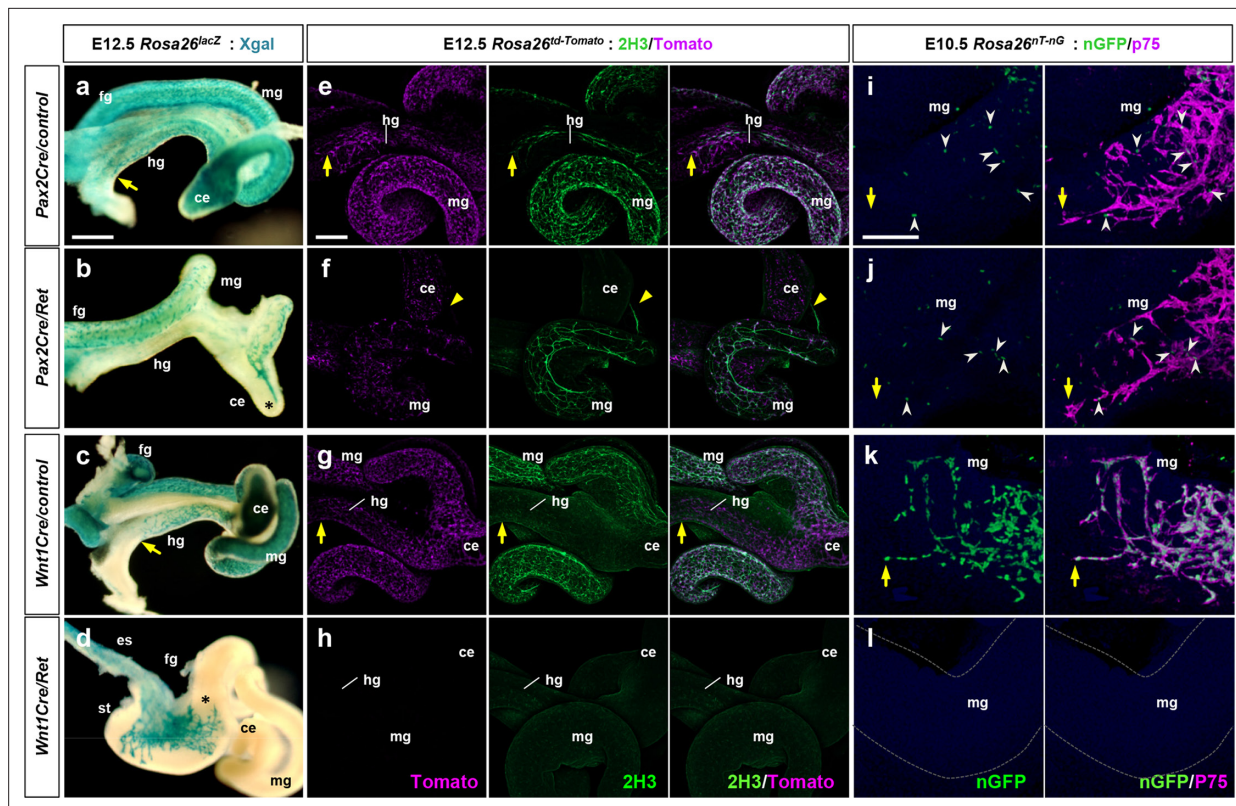 E12.5 Rosa26lacZ : Xgal
E12.5 Rosa26td-Tomato : 2H3/Tomato
E10.5 Rosa26nT-nG : nGFP/p75
Pax2Cre/control
a
fg
mg
hg
ce
e
hg
mg
hg
hg
mg
i
mg
Pax2Cre/Ret
b
mg
fg
hg
ce
*
f
ce
mg
ce
mg
j
mg
mg
Wnt1Cre/control
c
fg
ce
hg
mg
g
mg
hg
ce
mg
hg
mg
hg
ce
k
mg
mg
Wnt1Cre/Ret
d
es
fg
*
st
ce
mg
h
ce
hg
mg
Tomato
ce
hg
mg
2H3
ce
hg
mg
2H3/Tomato
l
mg
nGFP
mg
nGFP/P75